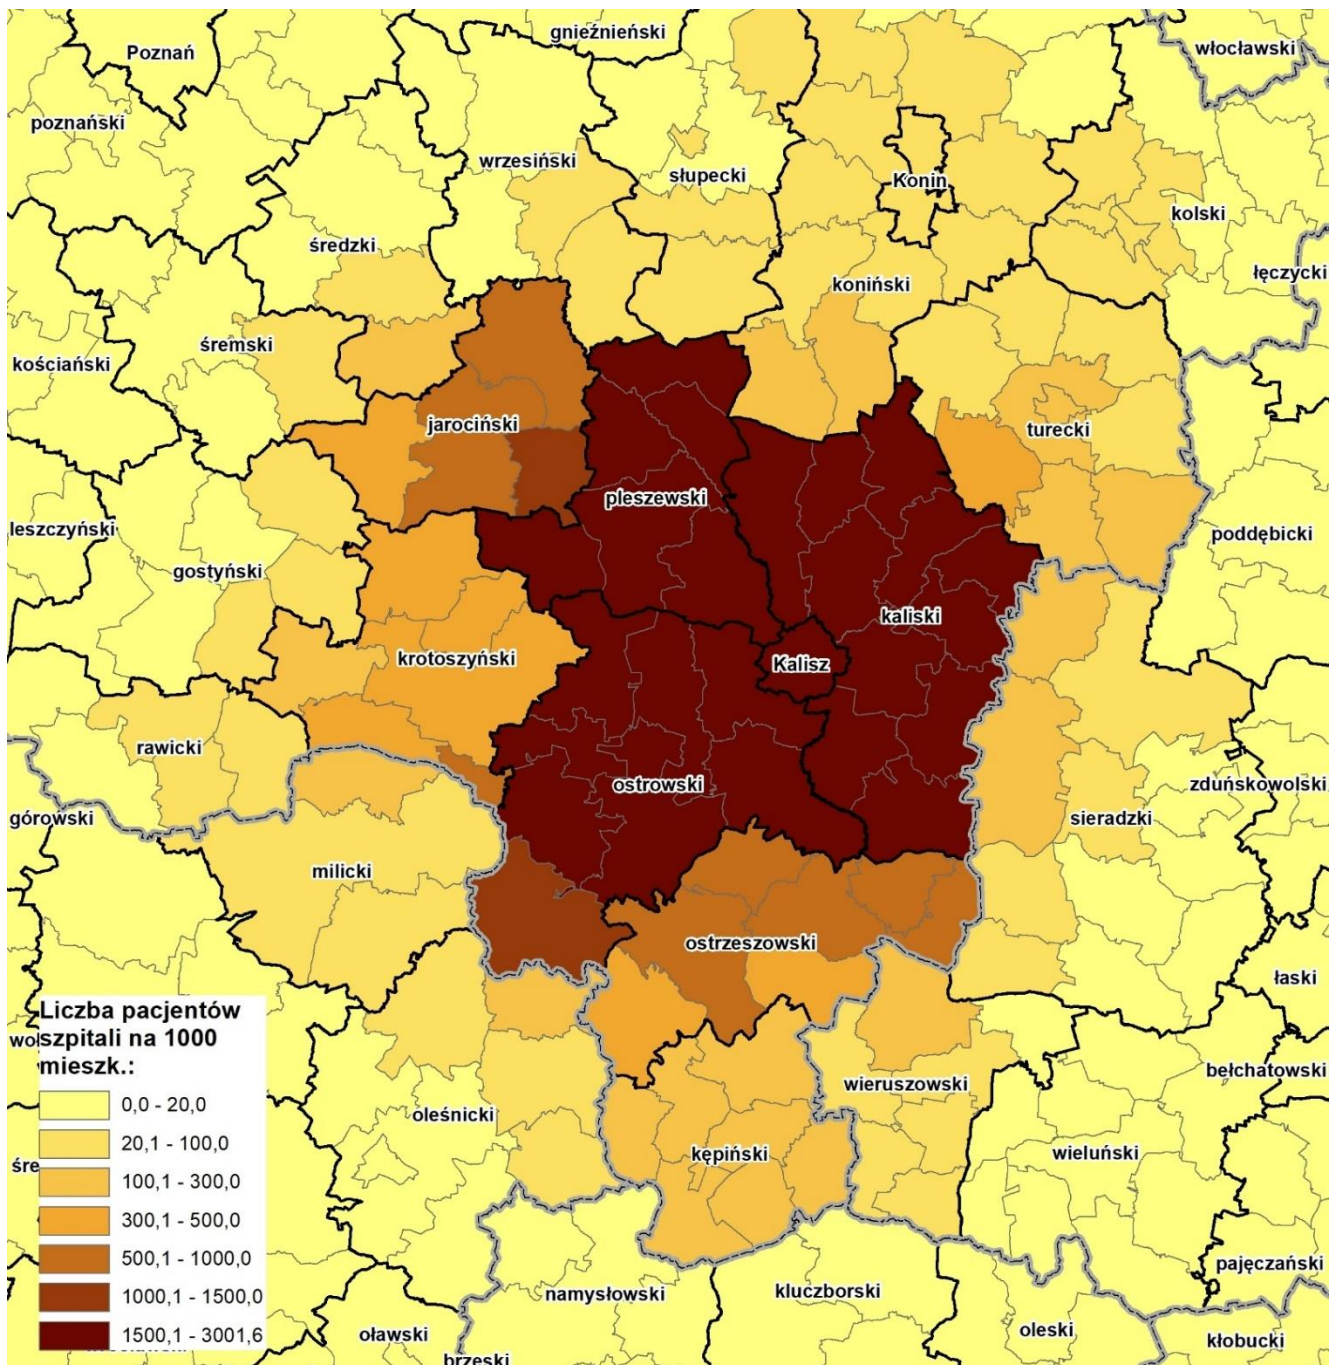 gnieźnieński
Poznań
włocławski
poznański
wrzesiński
słupecki
Konin
kolski
średzki
łęczycki
koniński
śremski
kościański
jarociński
turecki
pleszewski
leszczyński
poddębicki
gostyński
kaliski
krotoszyński
Kalisz
rawicki
ostrowski
zduńskowolski
górowski
sieradzki
milicki
ostrzeszowski
łaski
Liczba pacjentów
szpitali na 1000
mieszk.:
0,0 - 20,0
20,1 - 100,0
100,1 - 300,0
300,1 - 500,0
500,1 - 1000,0
1000,1 - 1500,0
1500,1 - 3001,6
wieruszowski
bełchatowski
oleśnicki
kępiński
wieluński
pajęczański
namysłowski
kluczborski
oławski
oleski
kłobucki
brzeski